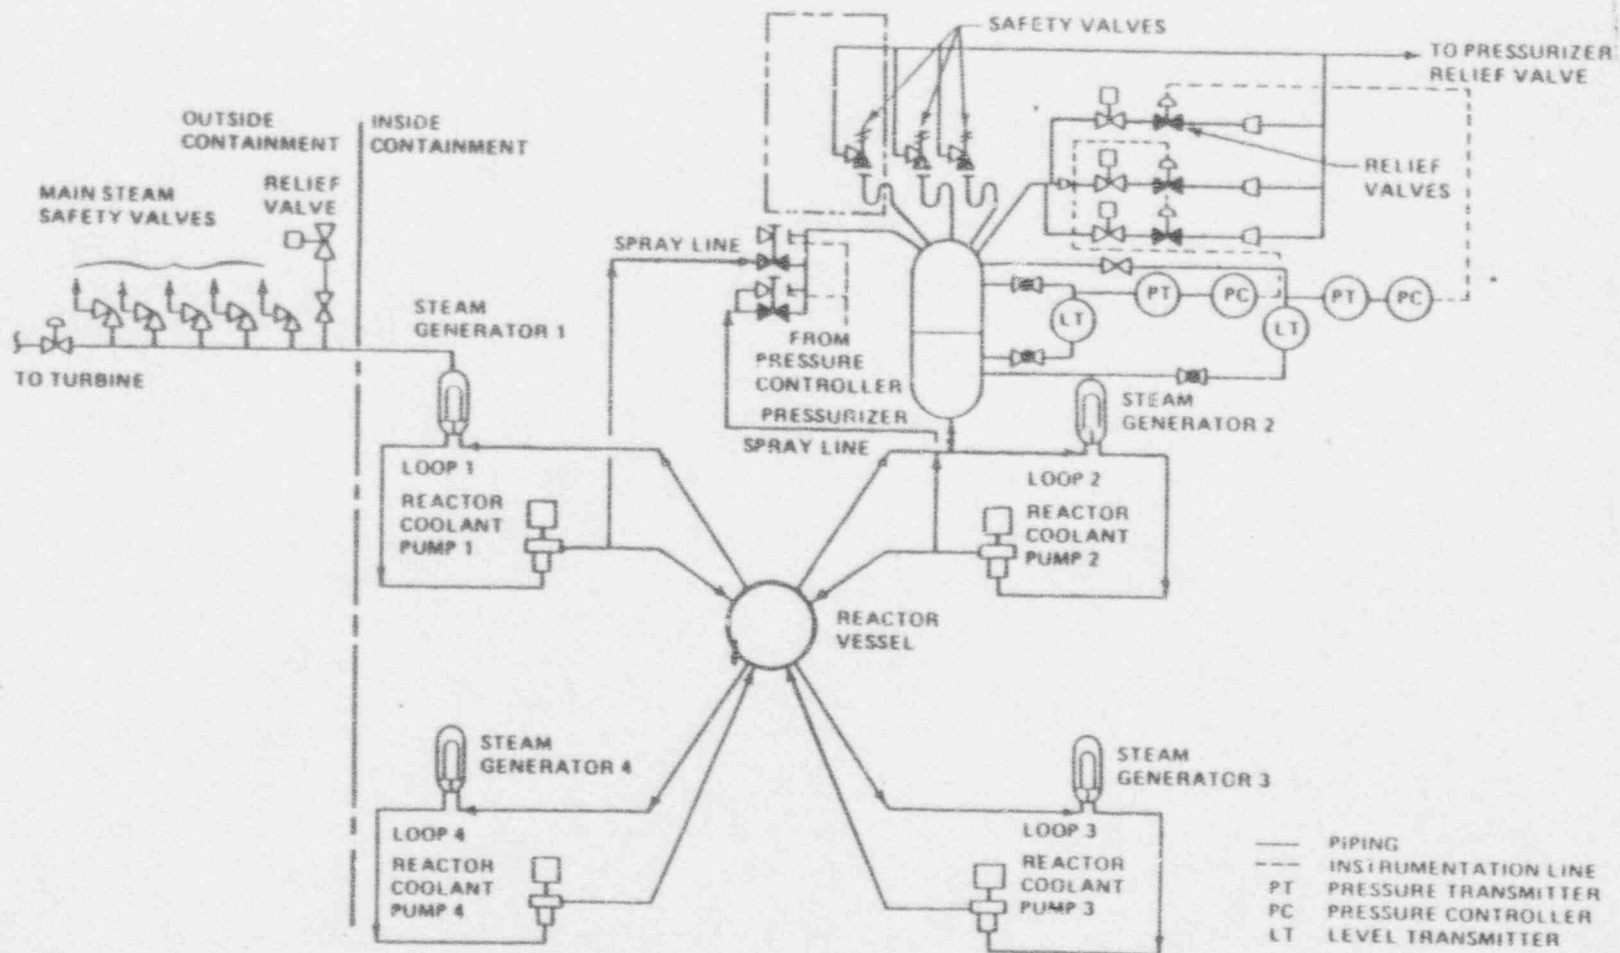 SAFETY VALVES
TO PRESSURIZER
RELIEF VALVE
OUTSIDE
CONTAINMENT
INSIDE
CONTAINMENT
MAIN STEAM
SAFETY VALVES
RELIEF
VALVE
RELIEF
VALVES
SPRAY LINE
STEAM
GENERATOR 1
PT
PC
PT
PC
LT
LT
FROM
PRESSURE
CONTROLLER
TO TURBINE
PRESSURIZER
SPRAY LINE
STEAM
GENERATOR 2
LOOP 1
REACTOR
COOLANT
PUMP 1
LOOP 2
REACTOR
COOLANT
PUMP 2
REACTOR
VESSEL
STEAM
GENERATOR 4
STEAM
GENERATOR 3
LOOP 4
REACTOR
COOLANT
PUMP 4
LOOP 3
REACTOR
COOLANT
PUMP 3
PIPING
INSTRUMENTATION LINE
PT PRESSURE TRANSMITTER
PC PRESSURE CONTROLLER
LT LEVEL TRANSMITTER